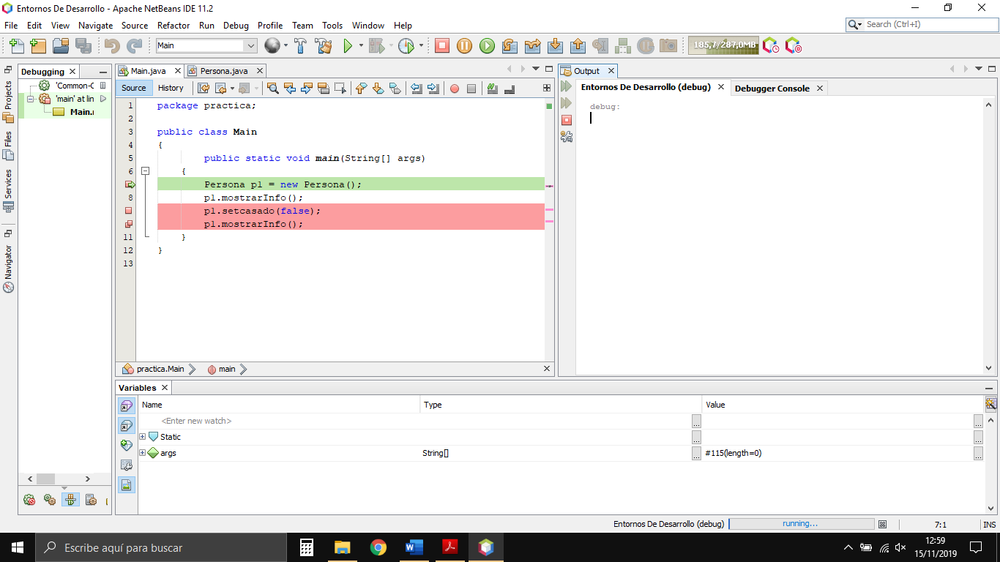 Entornos De Desarrollo - Apache NetBeans IDE 11.2
File Edit View Navigate Source Refactor Run Debug Profile Team Tools Window Help
Search (Ctrl+I)
Main
185,7/287,0MB
Projects
Files
Services
Navigator
Debugging
'Common-C
'main' at lin
Main.
Main.java
Persona.java
Source
History
1 package practica;
2
3 public class Main
4 {
5 public static void main(String[] args)
6 {
Persona p1 = new Persona();
8 p1.mostrarInfo();
p1.setcasado(false);
p1.mostrarInfo();
11 }
12 }
13
practica.Main
main
Output
Entornos De Desarrollo (debug)
Debugger Console
debug:
Variables
Name Type Value
<Enter new watch>
Static
args String[] #115(length=0)
Entornos De Desarrollo (debug) running... 7:1 INS
Escribe aquí para buscar
12:59
15/11/2019